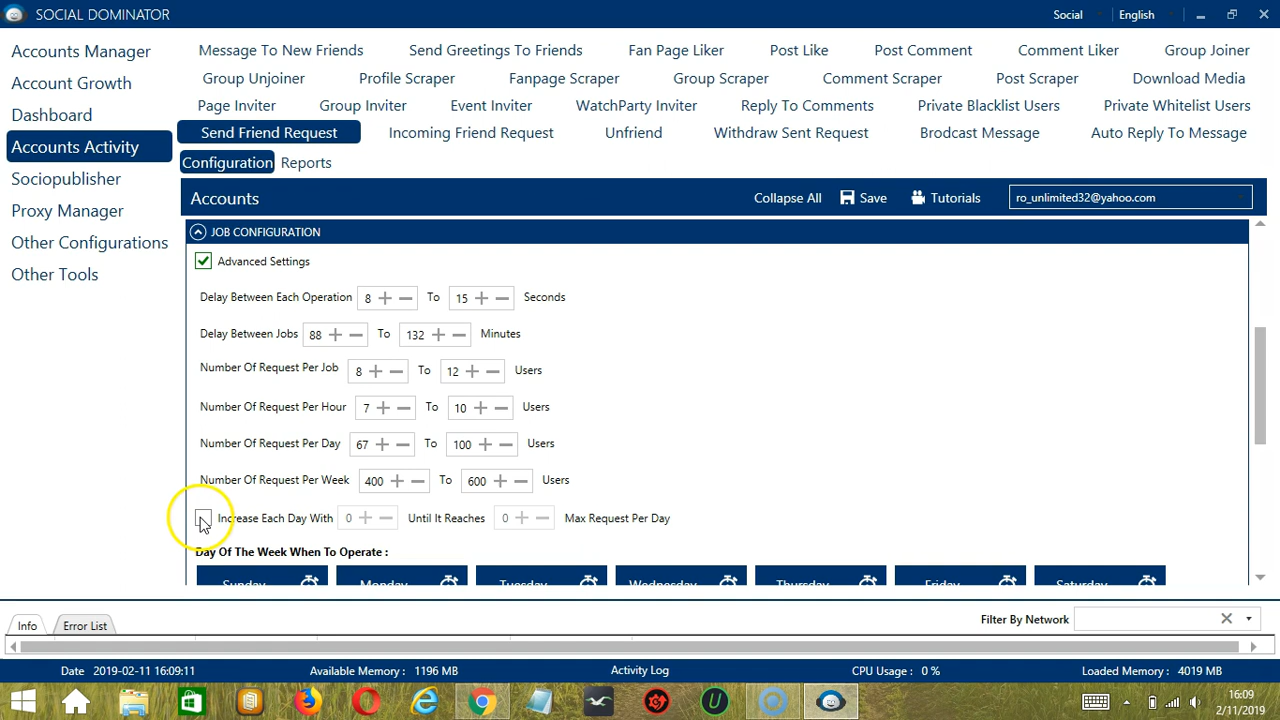 SOCIAL DOMINATOR Social English
Accounts Manager
Account Growth
Dashboard
Accounts Activity
Sociopublisher
Proxy Manager
Other Configurations
Other Tools
Message To New Friends Send Greetings To Friends Fan Page Liker Post Like Post Comment Comment Liker Group Joiner
Group Unjoiner Profile Scraper Fanpage Scraper Group Scraper Comment Scraper Post Scraper Download Media
Page Inviter Group Inviter Event Inviter WatchParty Inviter Reply To Comments Private Blacklist Users Private Whitelist Users
Send Friend Request Incoming Friend Request Unfriend Withdraw Sent Request Brodcast Message Auto Reply To Message
Configuration Reports
Accounts Collapse All Save Tutorials ro_unlimited32@yahoo.com
JOB CONFIGURATION
Advanced Settings
Delay Between Each Operation 8 + − To 15 + − Seconds
Delay Between Jobs 88 + − To 132 + − Minutes
Number Of Request Per Job 8 + − To 12 + − Users
Number Of Request Per Hour 7 + − To 10 + − Users
Number Of Request Per Day 67 + − To 100 + − Users
Number Of Request Per Week 400 + − To 600 + − Users
Increase Each Day With 0 + − Until It Reaches 0 + − Max Request Per Day
Day Of The Week When To Operate :
Sunday Monday Tuesday Wednesday Thursday Friday Saturday
Info Error List Filter By Network
Date 2019-02-11 16:09:11 Available Memory : 1196 MB Activity Log CPU Usage : 0 % Loaded Memory : 4019 MB
16:09
2/11/2019